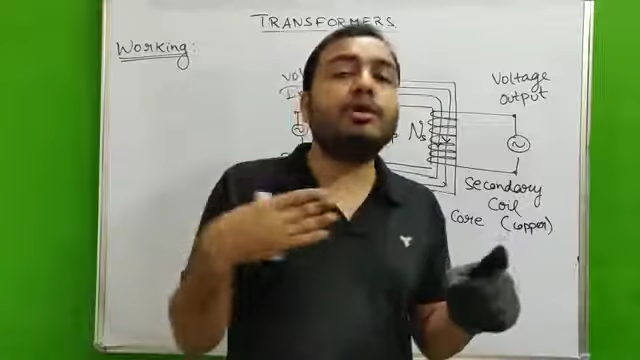 TRANSFORMERS
Working:
Voltage
output
Ns
Secondary
Coil
(copper)
Core